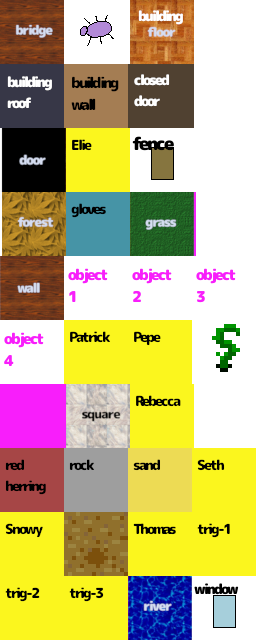 bridge
building
floor
building
roof
building
wall
closed
door
door
Elie
fence
forest
gloves
grass
wall
object
1
object
2
object
3
object
4
Patrick
Pepe
square
Rebecca
red
herring
rock
sand
Seth
Snowy
Thomas
trig-1
trig-2
trig-3
river
window